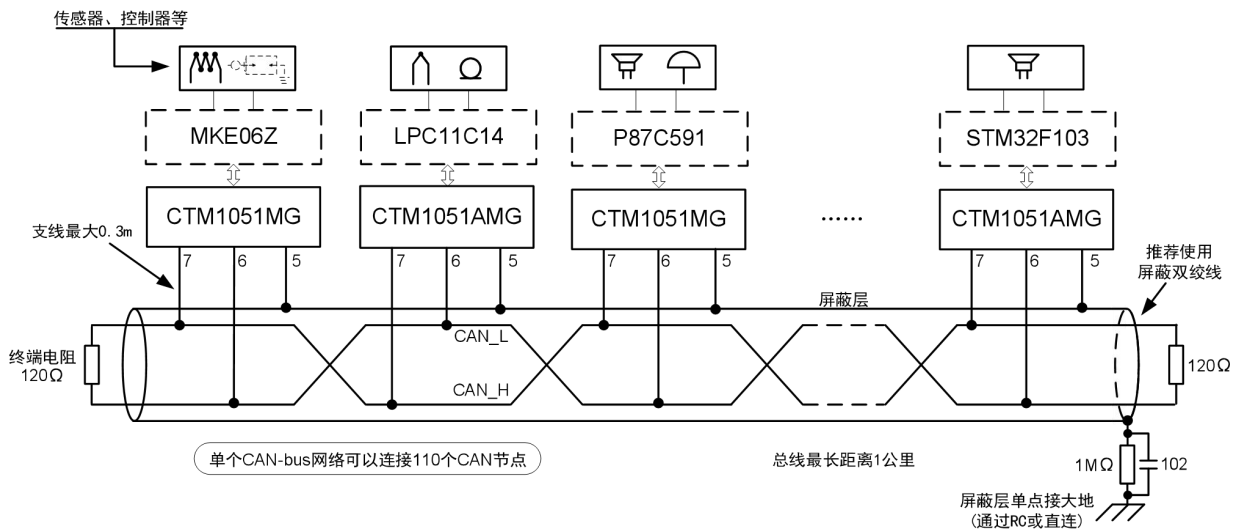 传感器、控制器等
MKE06Z
LPC11C14
P87C591
STM32F103
CTM1051MG
CTM1051AMG
CTM1051MG
……
CTM1051AMG
支线最大0.3m
7 6 5
7 6 5
7 6 5
7 6 5
推荐使用
屏蔽双绞线
屏蔽层
CAN_L
终端电阻
120Ω
120Ω
CAN_H
单个CAN-bus网络可以连接110个CAN节点
总线最长距离1公里
1MΩ
102
屏蔽层单点接大地
(通过RC或直连)